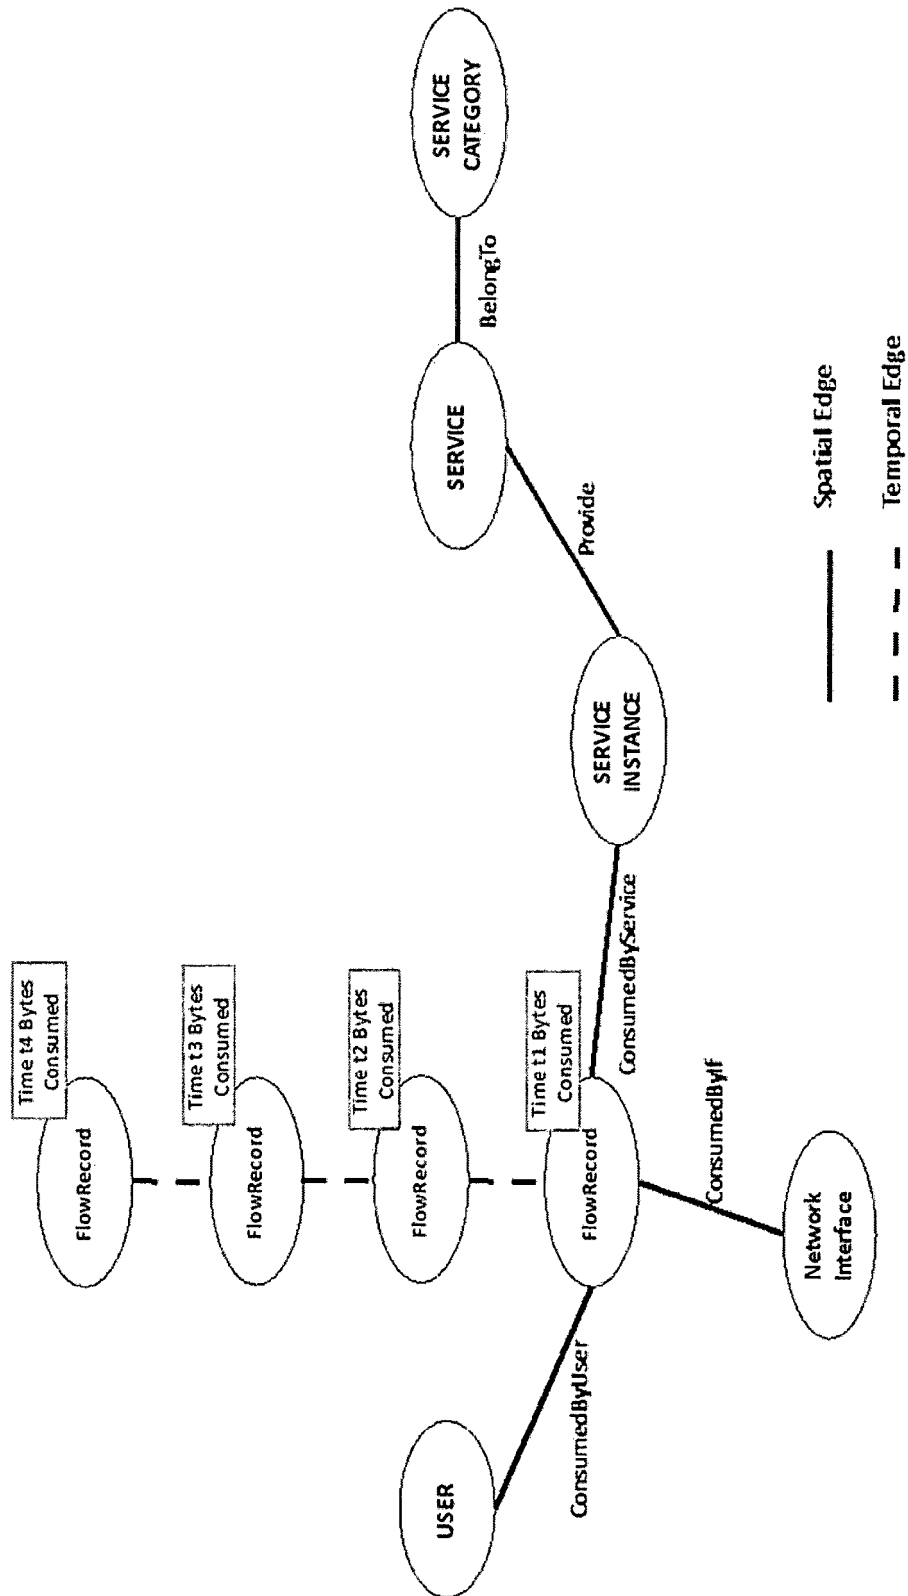 Time t4 Bytes
Consumed
FlowRecord
Time t3 Bytes
Consumed
FlowRecord
Time t2 Bytes
Consumed
FlowRecord
Time t1 Bytes
Consumed
FlowRecord
USER
ConsumedByUser
ConsumedByService
ConsumedByIf
Network
Interface
SERVICE
INSTANCE
Provide
SERVICE
BelongTo
SERVICE
CATEGORY
Spatial Edge
Temporal Edge